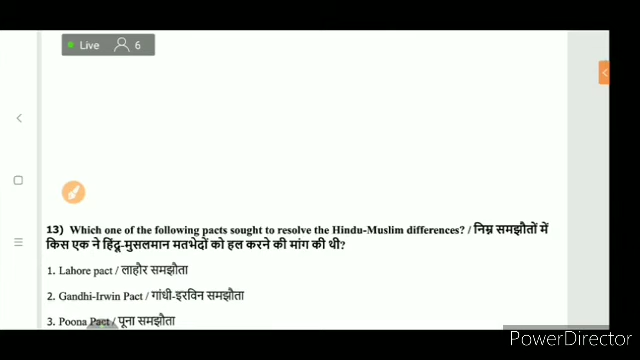 Live 6
13) Which one of the following pacts sought to resolve the Hindu-Muslim differences? / निम्न समझौतों में
किस एक ने हिंदू-मुसलमान मतभेदों को हल करने की मांग की थी?
1. Lahore pact / लाहौर समझौता
2. Gandhi-Irwin Pact / गांधी-इरविन समझौता
3. Poona Pact / पूना समझौता
PowerDirector